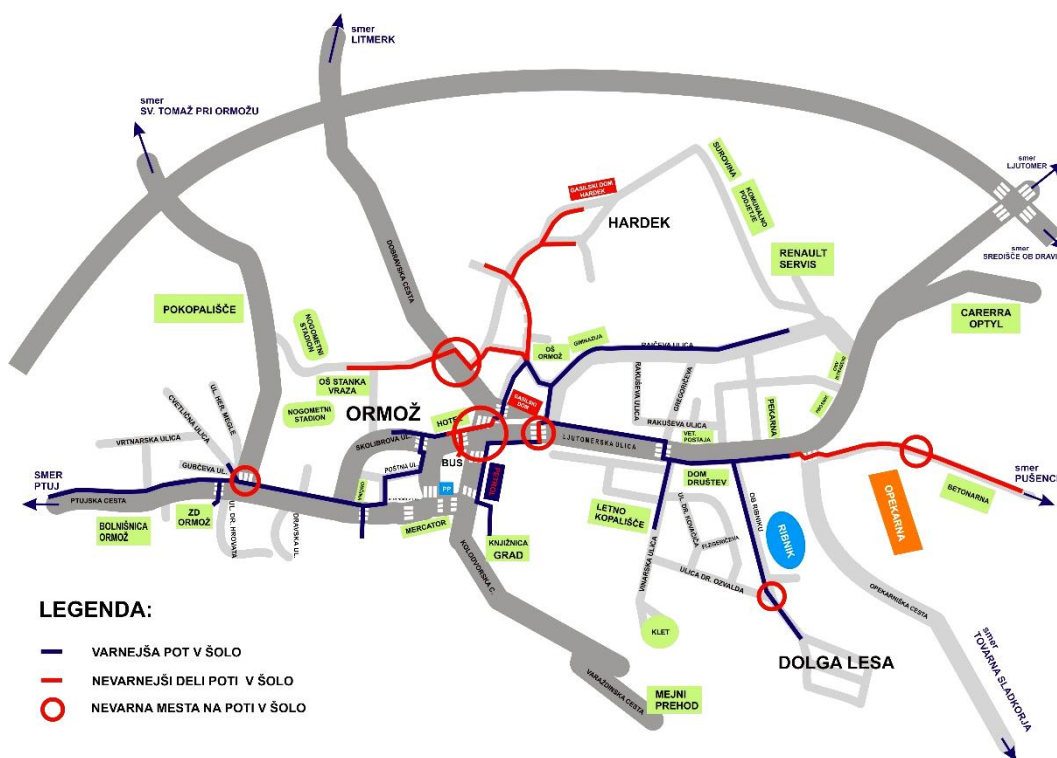 smer
LITMERK
smer
SV. TOMAŽ PRI ORMOŽU
smer
LJUTOMER
smer
SREDIŠČE OB DRAVI
SUROVINA
KOMUNALNO
PODJETJE
GASILSKI DOM
HARDEK
HARDEK
RENAULT
SERVIS
CARERRA
OPTYL
DOBRAVSKA CESTA
POKOPALIŠČE
NOGOMETNI
STADION
OŠ
ORMOŽ
GIMNAZIJA
RAIČEVA ULICA
OŠ STANKA
VRAZA
NOGOMETNI
STADION
ORMOŽ
HOTEL
GASILSKI
DOM
RAKUŠEVA ULICA
GREGORIČEVA
RAKUŠEVA ULICA
VET.
POSTAJA
PEKARNA
CVETLIČNA ULICA
UL. HER. MEGLE
VRTNARSKA ULICA
SKOLIBROVA UL.
LJUTOMERSKA ULICA
GUBČEVA UL.
POŠTNA UL.
BUS
PETROL
PP
DOM
DRUŠTEV
SMER
PTUJ
PTUJSKA CESTA
BOLNIŠNICA
ORMOŽ
ZD
ORMOŽ
UL. DR. HROVATA
DRAVSKA UL.
OBČINA
MERCATOR
KNJIŽNICA
GRAD
LETNO
KOPALIŠČE
UL. DR. KOVAČIČA
OB RIBNIKU
RIBNIK
OPEKARNA
BETONARNA
smer
PUŠENCI
KOLODVORSKA C.
VINARSKA ULICA
ULICA DR. OZVALDA
OPEKARNIŠKA CESTA
KLET
DOLGA LESA
VARAŽDINSKA CESTA
MEJNI
PREHOD
smer
TOVARNA SLADKORJA
LEGENDA:
VARNEJŠA POT V ŠOLO
NEVARNEJŠI DELI POTI V ŠOLO
NEVARNA MESTA NA POTI V ŠOLO